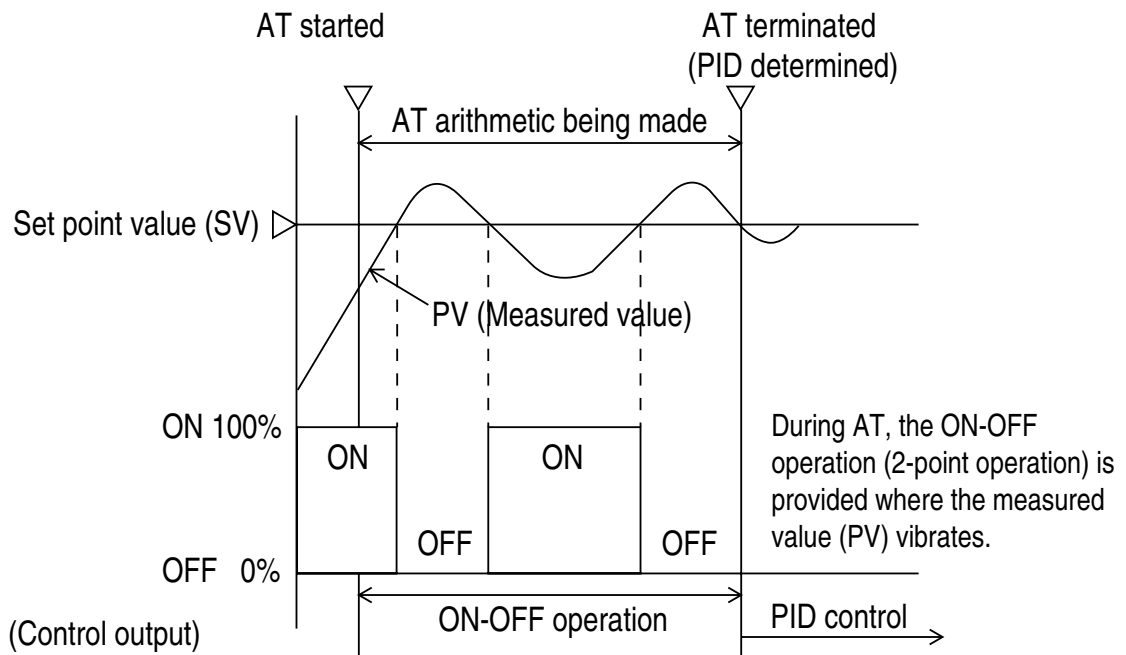 AT started
AT terminated
(PID determined)
AT arithmetic being made
Set point value (SV)
PV (Measured value)
ON 100%
ON
ON
During AT, the ON-OFF
operation (2-point operation) is
provided where the measured
value (PV) vibrates.
OFF
OFF
OFF 0%
ON-OFF operation
PID control
(Control output)